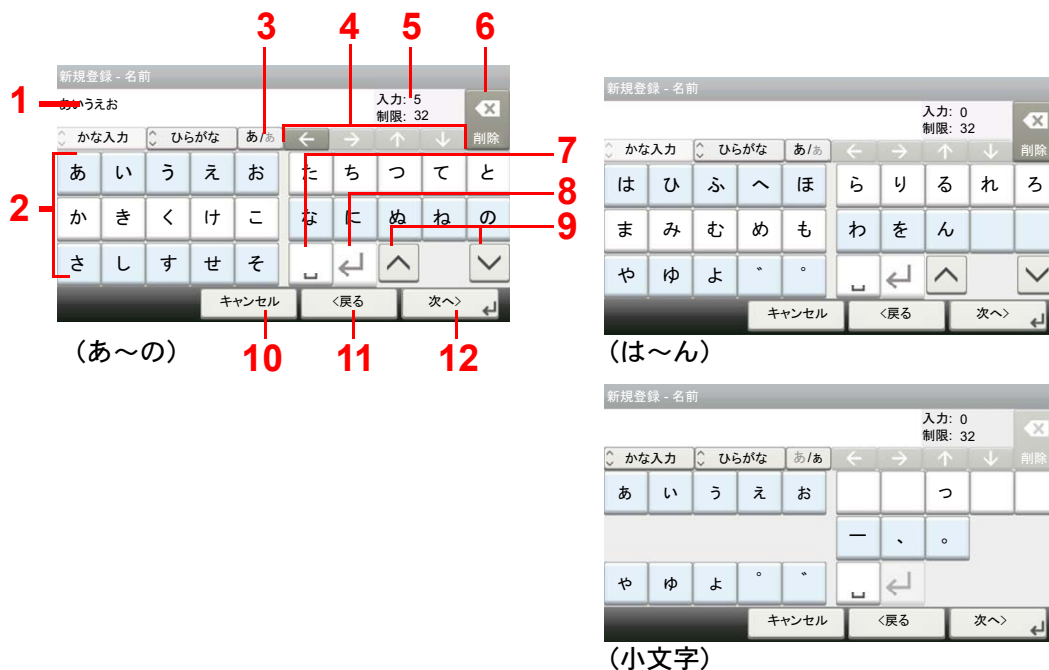 3 4 5 6
新規登録 - 名前
1 あいうえお 入力: 5
制限: 32
かな入力 ひらがな あ/ぁ ← → ↑ ↓ 削除
7
2
あ い う え お た ち つ て と
8
か き く け こ な に ぬ ね の
9
さ し す せ そ ␣ ↵ ∧ ∨
キャンセル <戻る 次へ> ↵
10 11 12
(あ～の)
新規登録 - 名前
入力: 0
制限: 32
かな入力 ひらがな あ/ぁ ← → ↑ ↓ 削除
は ひ ふ へ ほ ら り る れ ろ
ま み む め も わ を ん
や ゆ よ ゛ ゜ ␣ ↵ ∧ ∨
キャンセル <戻る 次へ> ↵
(は～ん)
新規登録 - 名前
入力: 0
制限: 32
かな入力 ひらがな あ/ぁ ← → ↑ ↓ 削除
ぁ ぃ ぅ ぇ ぉ っ
ー 、 。
ゃ ゅ ょ ゜ ゛ ␣ ↵
キャンセル <戻る 次へ> ↵
(小文字)